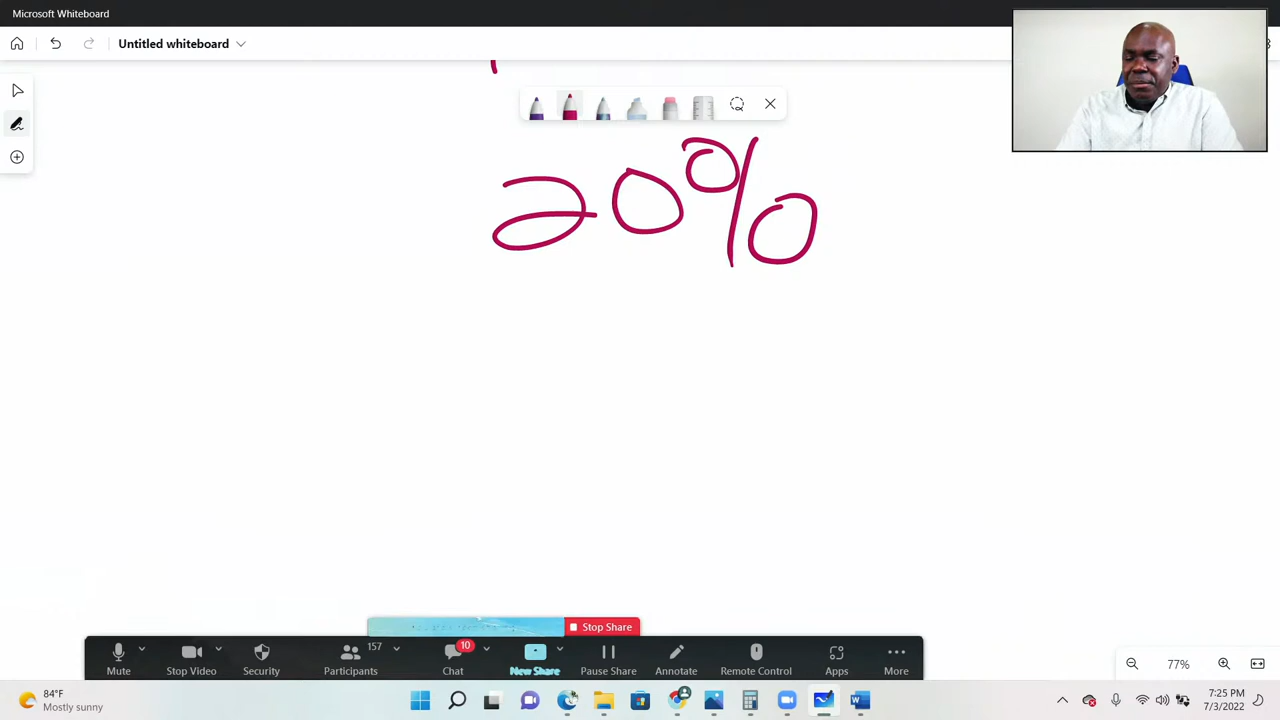 Microsoft Whiteboard
Untitled whiteboard
20%
Stop Share
157
10
Mute
Stop Video
Security
Participants
Chat
New Share
Pause Share
Annotate
Remote Control
Apps
More
77%
84°F
Mostly sunny
7:25 PM
7/3/2022